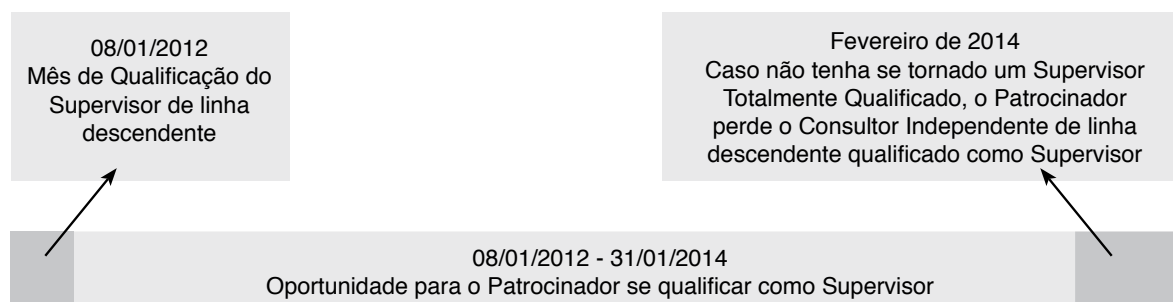 08/01/2012
Mês de Qualificação do
Supervisor de linha
descendente
Fevereiro de 2014
Caso não tenha se tornado um Supervisor
Totalmente Qualificado, o Patrocinador
perde o Consultor Independente de linha
descendente qualificado como Supervisor
08/01/2012 - 31/01/2014
Oportunidade para o Patrocinador se qualificar como Supervisor